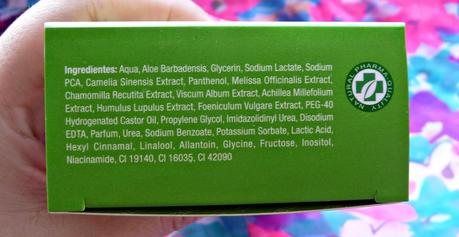 Ingredientes: Aqua, Aloe Barbadensis, Glycerin, Sodium Lactate, Sodium
PCA, Camelia Sinensis Extract, Panthenol, Melissa Officinalis Extract,
Chamomilla Recutita Extract, Viscum Album Extract, Achillea Millefolium
Extract, Humulus Lupulus Extract, Foeniculum Vulgare Extract, PEG-40
Hydrogenated Castor Oil, Propylene Glycol, Imidazolidinyl Urea, Disodium
EDTA, Parfum, Urea, Sodium Benzoate, Potassium Sorbate, Lactic Acid,
Hexyl Cinnamal, Linalool, Allantoin, Glycine, Fructose, Inositol,
Niacinamide, CI 19140, CI 16035, CI 42090
NATURAL PHARMA QUALITY